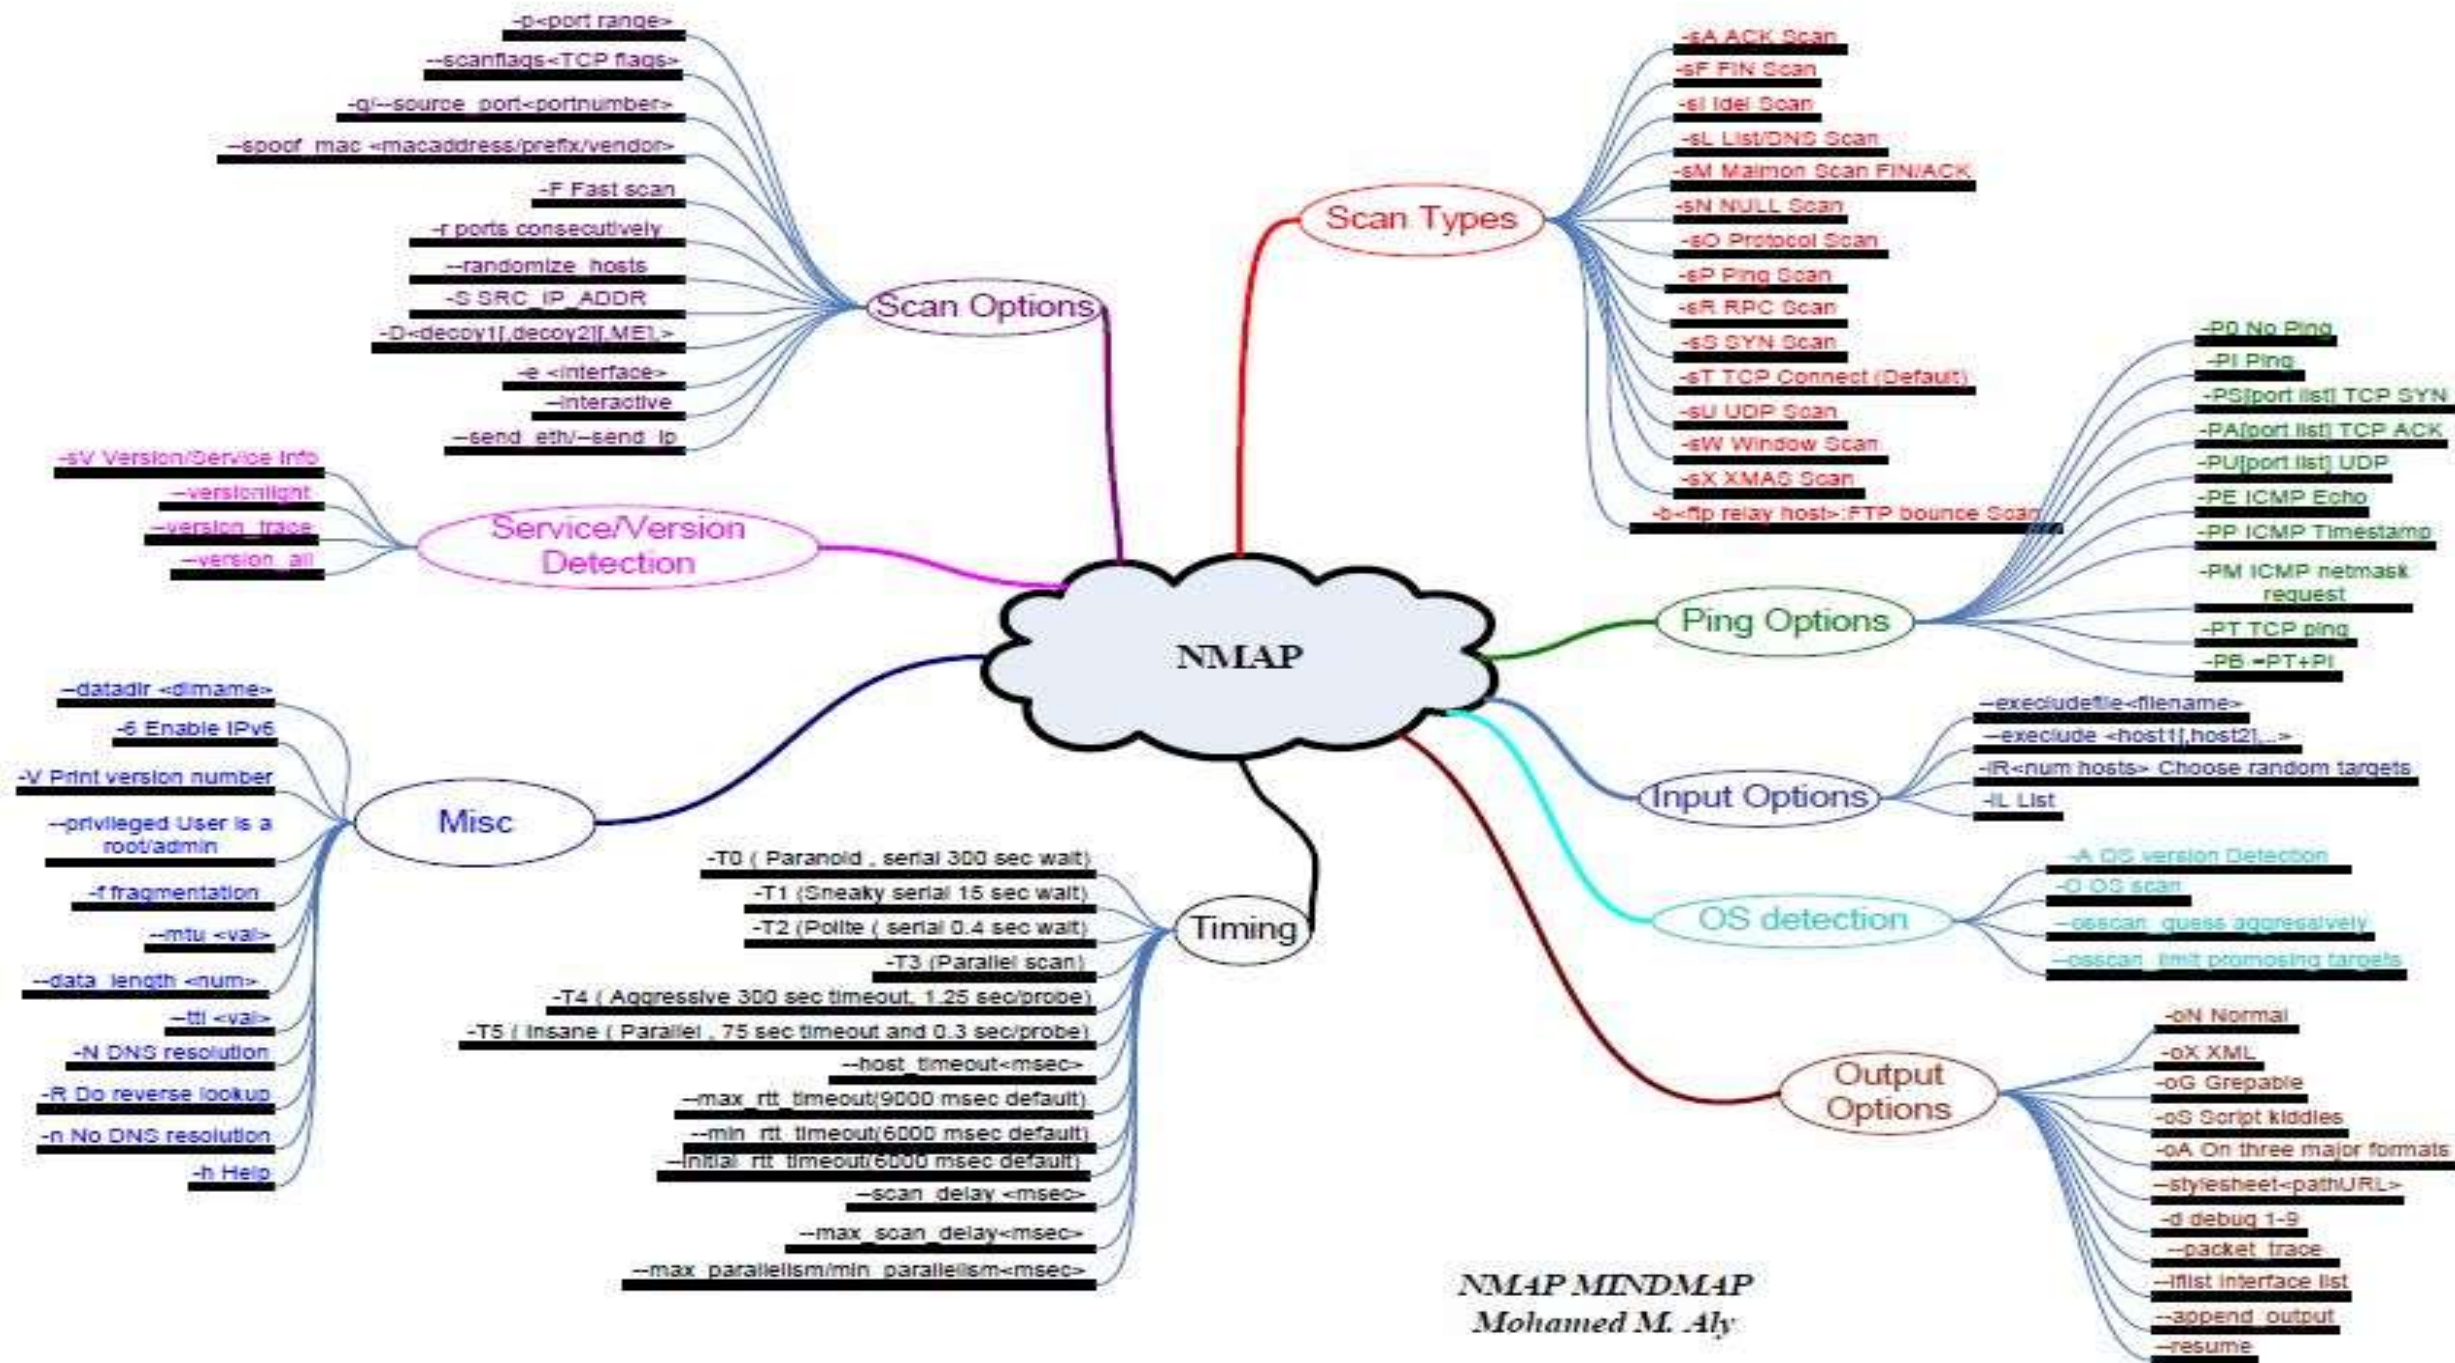 -p<port range>
--scanflags<TCP flags>
-g/--source_port<portnumber>
--spoof_mac <macaddress/prefix/vendor>
-F Fast scan
-r ports consecutively
--randomize_hosts
-S SRC_IP_ADDR
-D<decoy1[,decoy2][,ME],>
-e <interface>
--interactive
--send_eth/--send_ip
Scan Options
-sV Version/Service Info
--versionlight
--version_trace
--version_all
Service/Version
Detection
--datadir <dirname>
-6 Enable IPv6
-V Print version number
--privileged User is a
root/admin
-f fragmentation
--mtu <val>
--data_length <num>
--ttl <val>
-N DNS resolution
-R Do reverse lookup
-n No DNS resolution
-h Help
Misc
-T0 ( Paranoid , serial 300 sec wait)
-T1 (Sneaky serial 15 sec wait)
-T2 (Polite ( serial 0.4 sec wait)
-T3 (Parallel scan)
-T4 ( Aggressive 300 sec timeout, 1.25 sec/probe)
-T5 ( Insane ( Parallel , 75 sec timeout and 0.3 sec/probe)
--host_timeout<msec>
--max_rtt_timeout(9000 msec default)
--min_rtt_timeout(6000 msec default)
--initial_rtt_timeout(6000 msec default)
--scan_delay <msec>
--max_scan_delay<msec>
--max_parallelism/min_parallelism<msec>
Timing
NMAP
Scan Types
-sA ACK Scan
-sF FIN Scan
-sI Idel Scan
-sL List/DNS Scan
-sM Maimon Scan FIN/ACK
-sN NULL Scan
-sO Protocol Scan
-sP Ping Scan
-sR RPC Scan
-sS SYN Scan
-sT TCP Connect (Default)
-sU UDP Scan
-sW Window Scan
-sX XMAS Scan
-b<ftp relay host>:FTP bounce Scan
Ping Options
-P0 No Ping
-PI Ping
-PS[port list] TCP SYN
-PA[port list] TCP ACK
-PU[port list] UDP
-PE ICMP Echo
-PP ICMP Timestamp
-PM ICMP netmask
request
-PT TCP ping
-PB =PT+PI
Input Options
--execludefile<filename>
--execlude <host1[,host2],..>
-iR<num hosts> Choose random targets
-iL List
OS detection
-A OS version Detection
-O OS scan
--osscan_guess aggressively
--osscan_limit promosing targets
Output
Options
-oN Normal
-oX XML
-oG Grepable
-oS Script kiddies
-oA On three major formats
--stylesheet<pathURL>
-d debug 1-9
--packet_trace
--iflist interface list
--append_output
--resume
NMAP MINDMAP
Mohamed M. Aly